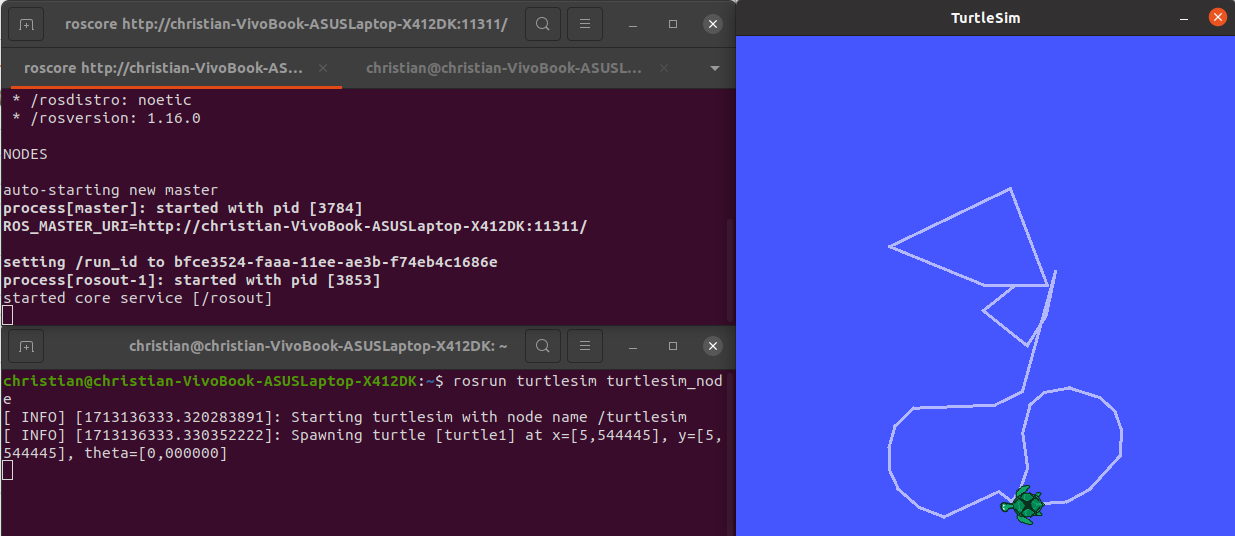 roscore http://christian-VivoBook-ASUSLaptop-X412DK:11311/
roscore http://christian-VivoBook-AS...
christian@christian-VivoBook-ASUSL...
* /rosdistro: noetic
* /rosversion: 1.16.0
NODES
auto-starting new master
process[master]: started with pid [3784]
ROS_MASTER_URI=http://christian-VivoBook-ASUSLaptop-X412DK:11311/
setting /run_id to bfce3524-faaa-11ee-ae3b-f74eb4c1686e
process[rosout-1]: started with pid [3853]
started core service [/rosout]
christian@christian-VivoBook-ASUSLaptop-X412DK: ~
christian@christian-VivoBook-ASUSLaptop-X412DK:~$ rosrun turtlesim turtlesim_nod
e
[ INFO] [1713136333.320283891]: Starting turtlesim with node name /turtlesim
[ INFO] [1713136333.330352222]: Spawning turtle [turtle1] at x=[5,544445], y=[5,
544445], theta=[0,000000]
TurtleSim